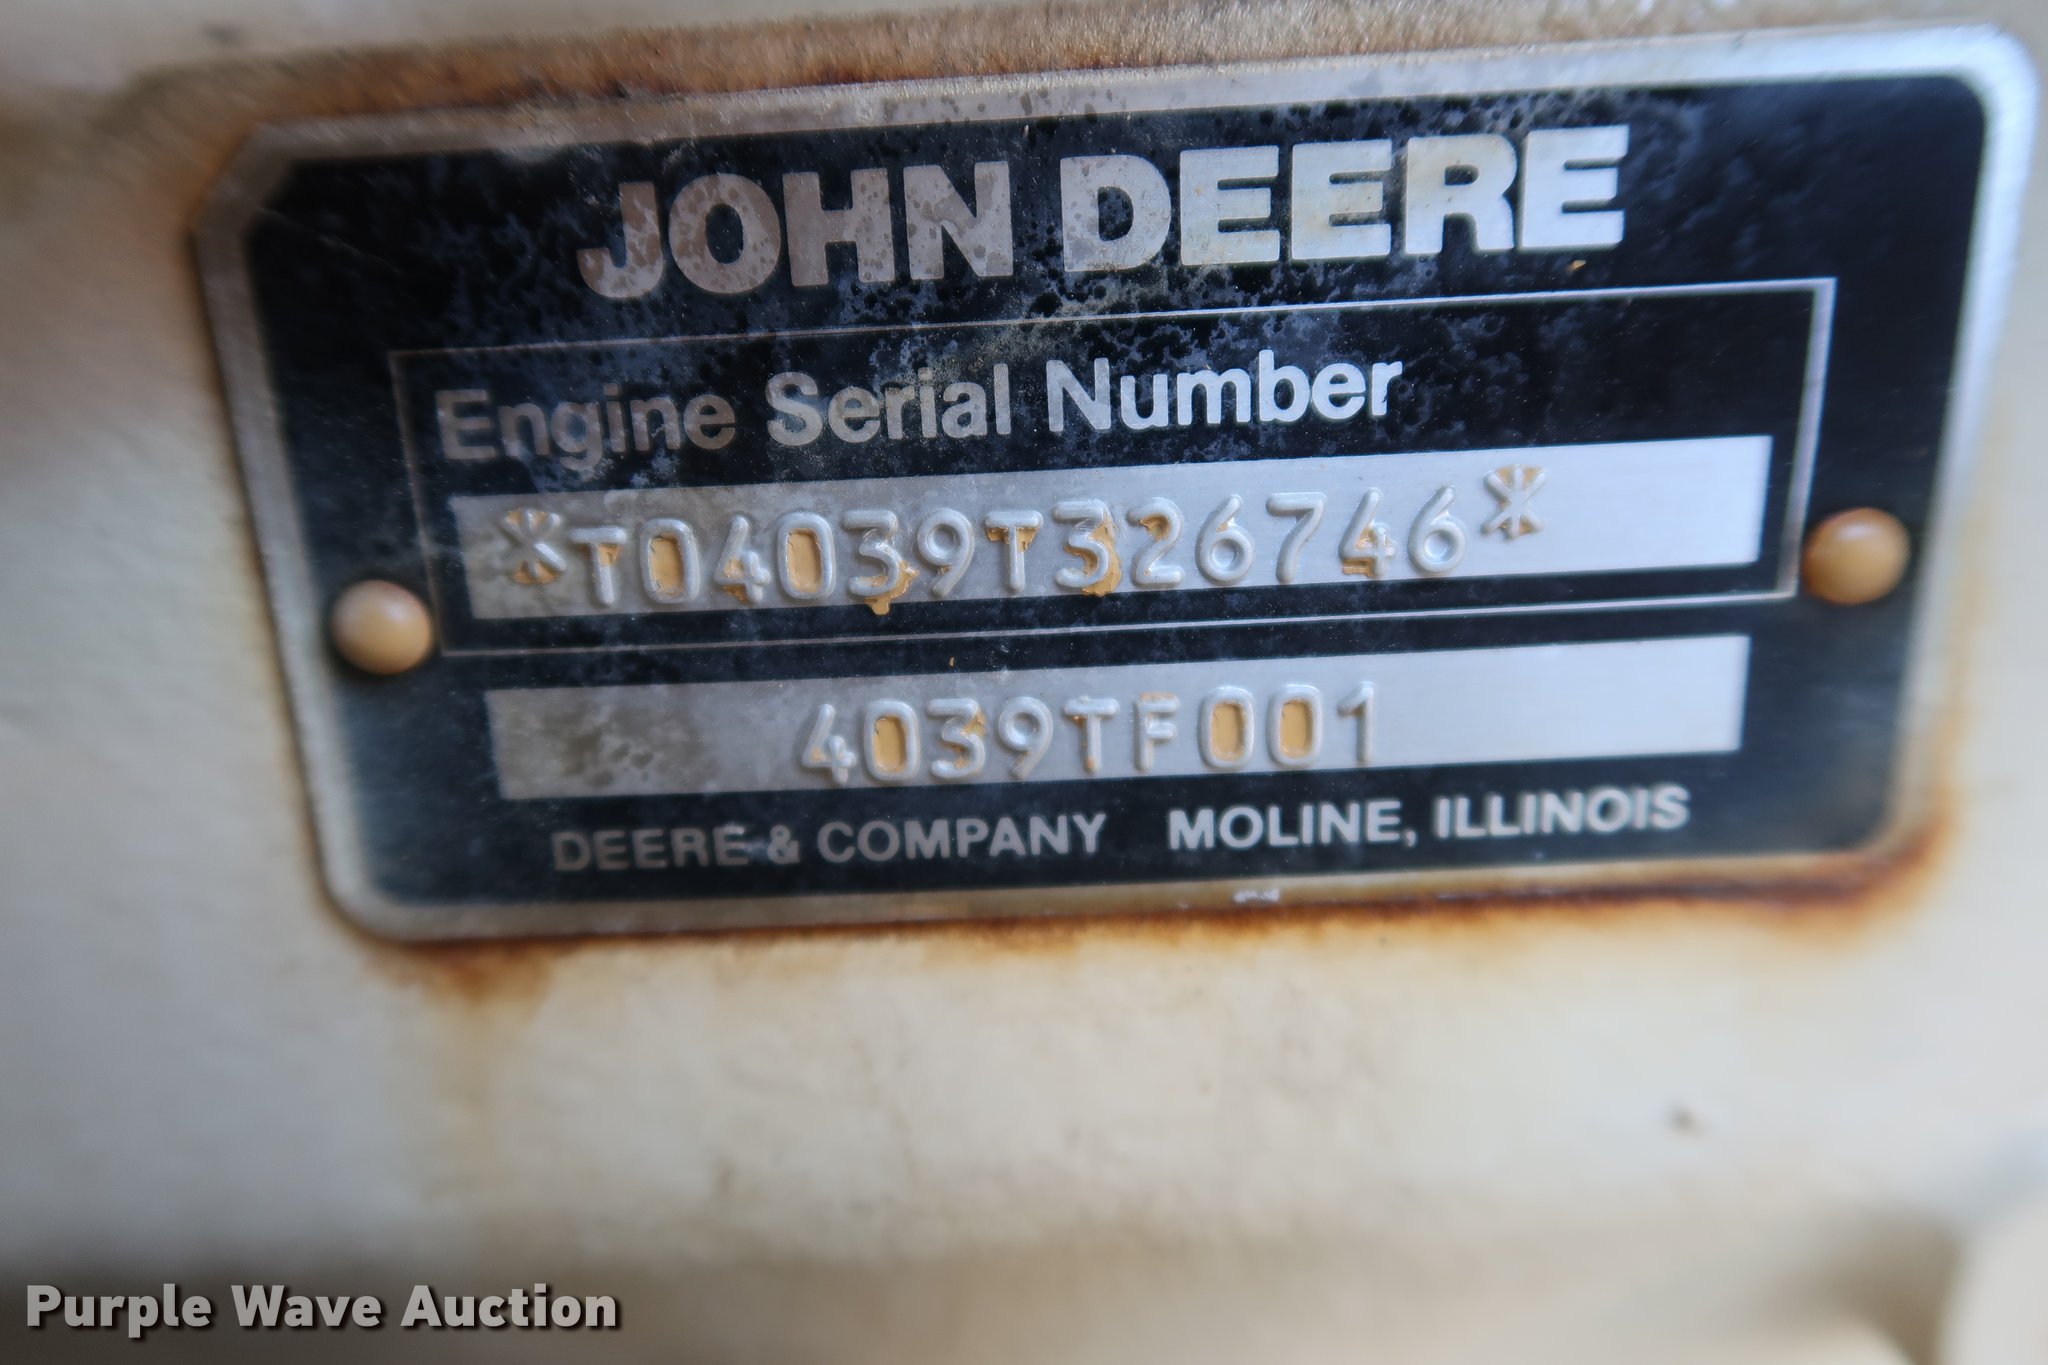 JOHN DEERE
Engine Serial Number
*T04039T326746*
4039TF001
DEERE & COMPANY MOLINE, ILLINOIS
Purple Wave Auction